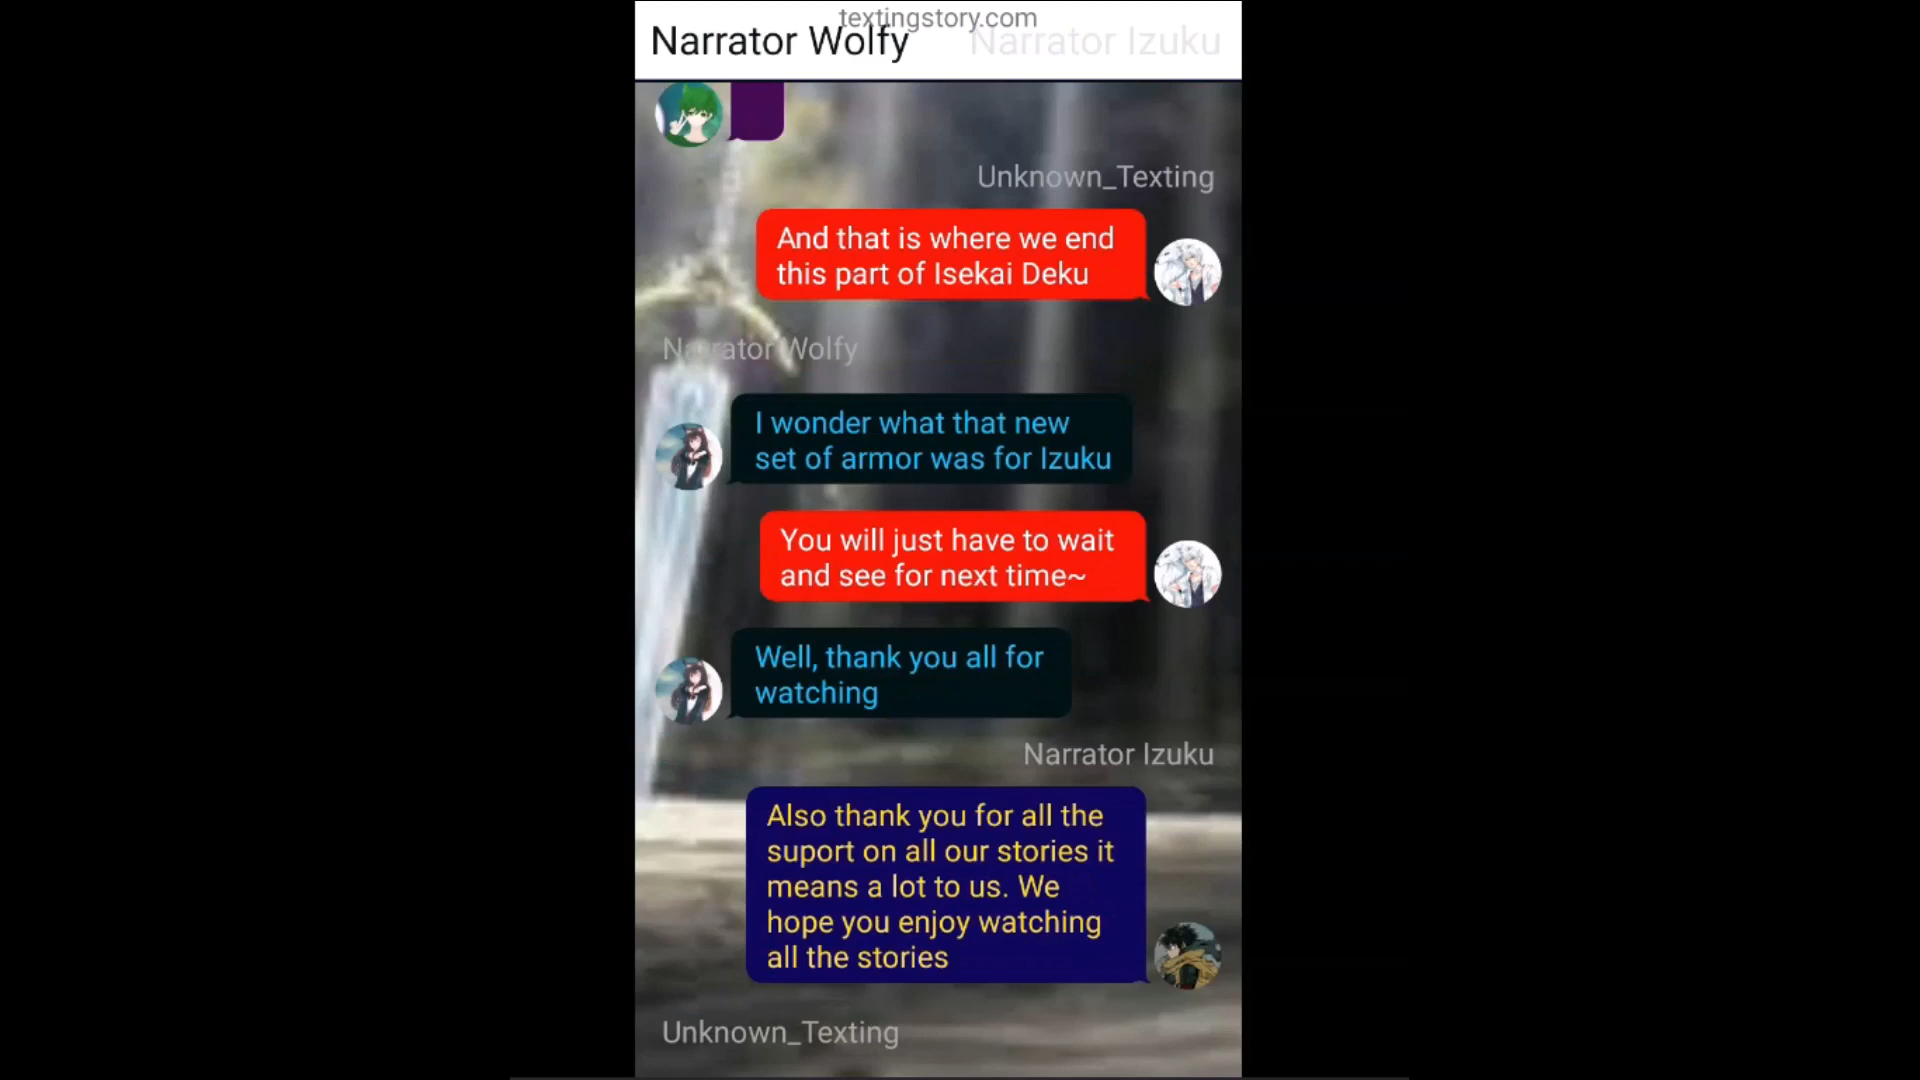 textingstory.com
Narrator Wolfy
Narrator Izuku
Unknown_Texting
And that is where we end
this part of Isekai Deku
Narrator Wolfy
I wonder what that new
set of armor was for Izuku
You will just have to wait
and see for next time~
Well, thank you all for
watching
Narrator Izuku
Also thank you for all the
suport on all our stories it
means a lot to us. We
hope you enjoy watching
all the stories
Unknown_Texting